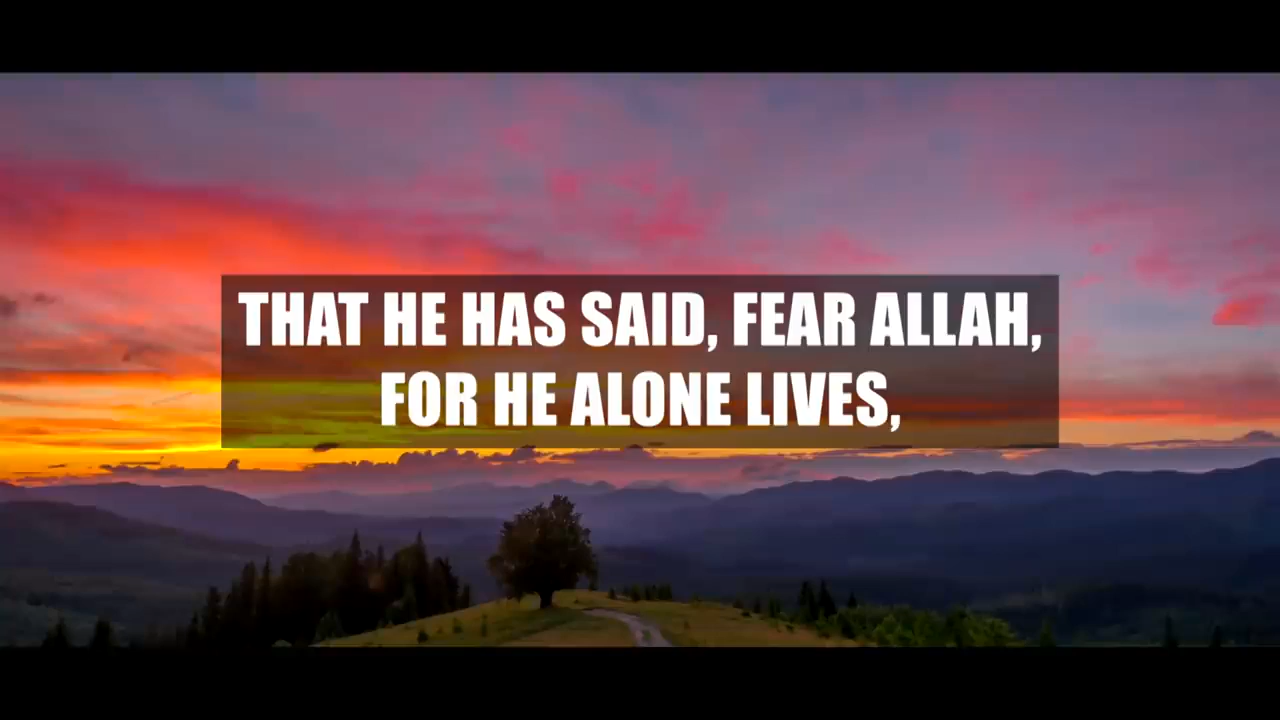 THAT HE HAS SAID, FEAR ALLAH,
FOR HE ALONE LIVES,